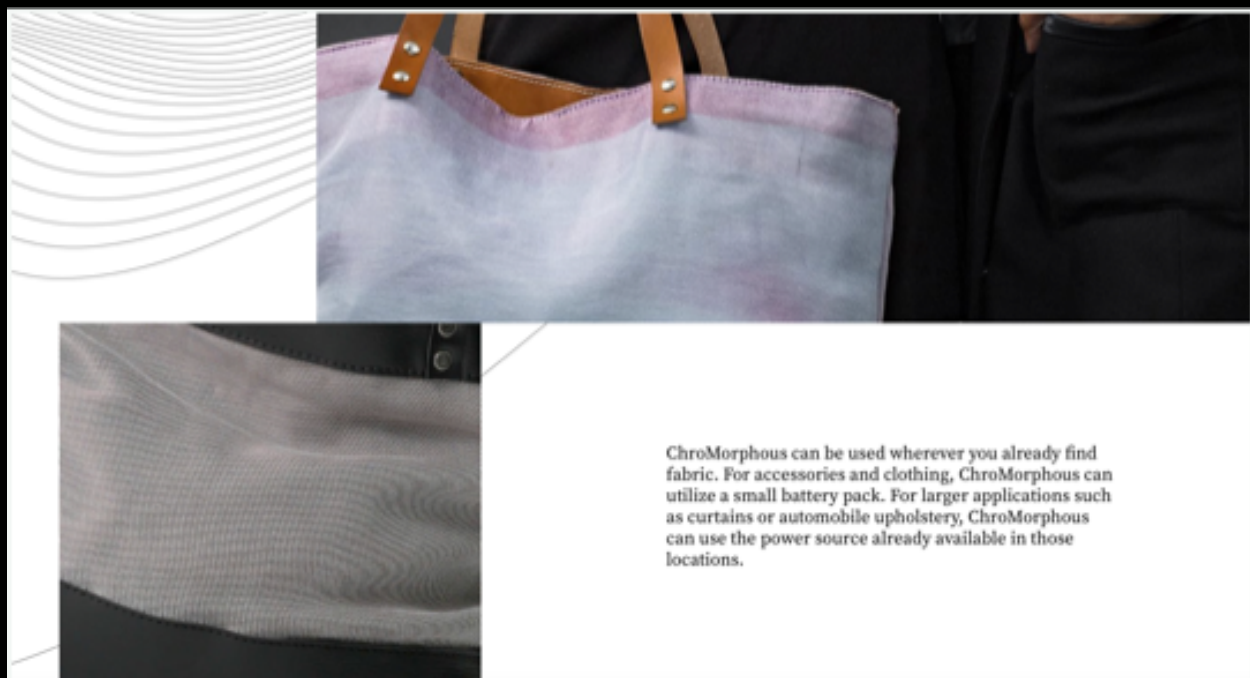 ChroMorphous can be used wherever you already find
fabric. For accessories and clothing, ChroMorphous can
utilize a small battery pack. For larger applications such
as curtains or automobile upholstery, ChroMorphous
can use the power source already available in those
locations.